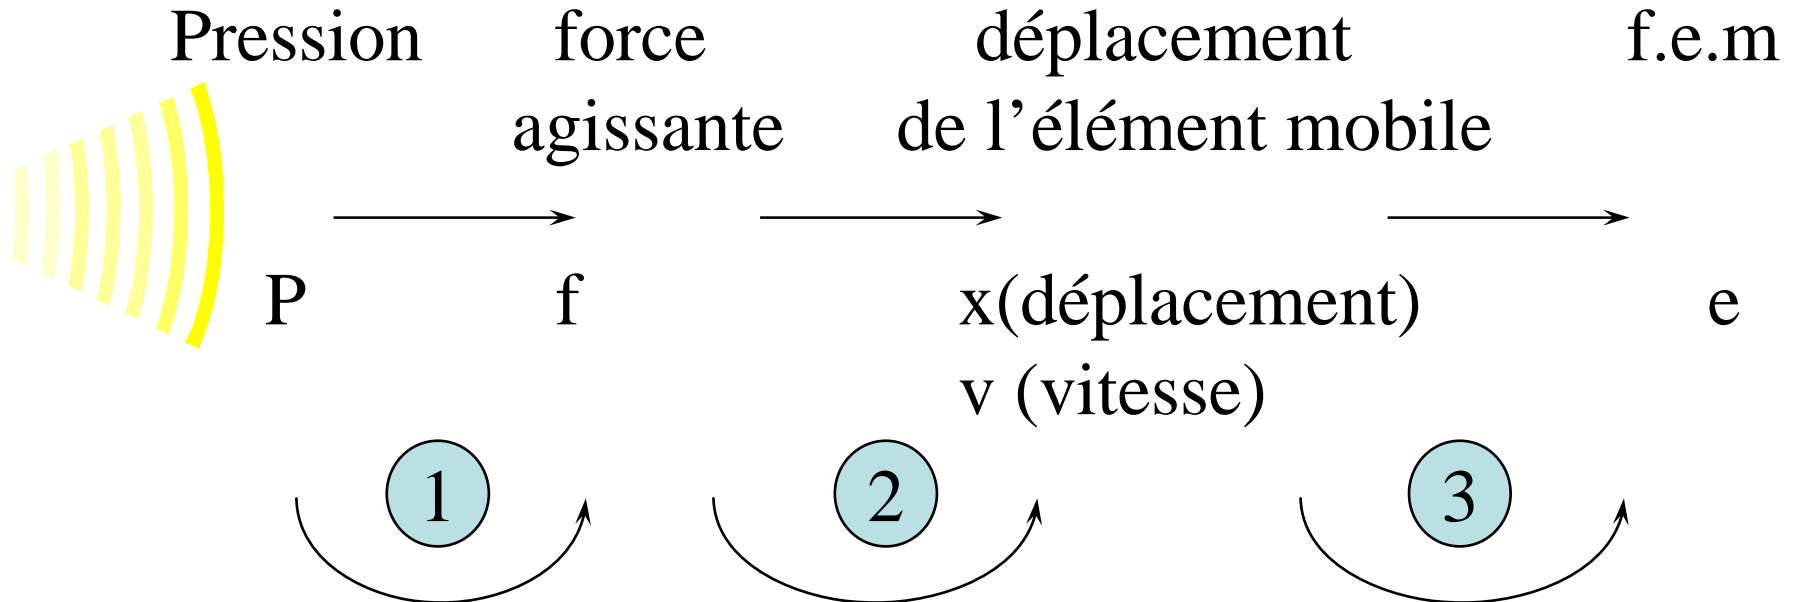 Pression force déplacement f.e.m
agissante de l’élément mobile
P f x(déplacement) e
v (vitesse)
1 2 3